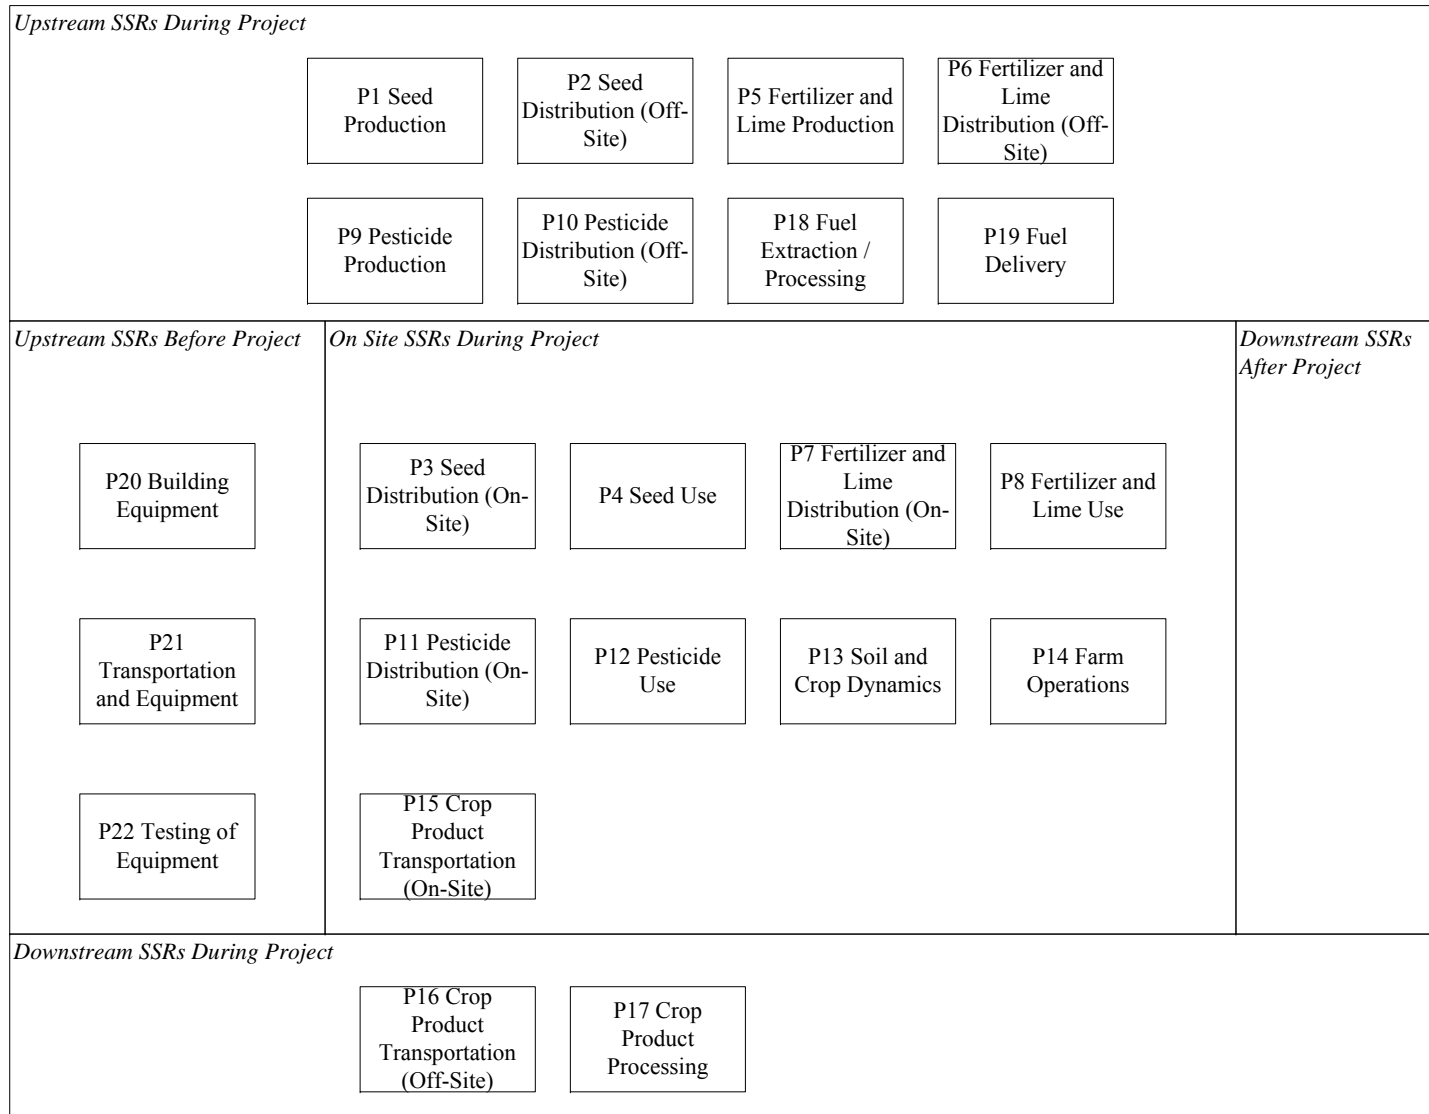 Upstream SSRs During Project
P1 Seed
Production
P2 Seed
Distribution (Off-
Site)
P5 Fertilizer and
Lime Production
P6 Fertilizer and
Lime
Distribution (Off-
Site)
P9 Pesticide
Production
P10 Pesticide
Distribution (Off-
Site)
P18 Fuel
Extraction /
Processing
P19 Fuel
Delivery
Upstream SSRs Before Project
On Site SSRs During Project
Downstream SSRs
After Project
P20 Building
Equipment
P3 Seed
Distribution (On-
Site)
P4 Seed Use
P7 Fertilizer and
Lime
Distribution (On-
Site)
P8 Fertilizer and
Lime Use
P21
Transportation
and Equipment
P11 Pesticide
Distribution (On-
Site)
P12 Pesticide
Use
P13 Soil and
Crop Dynamics
P14 Farm
Operations
P22 Testing of
Equipment
P15 Crop
Product
Transportation
(On-Site)
Downstream SSRs During Project
P16 Crop
Product
Transportation
(Off-Site)
P17 Crop
Product
Processing